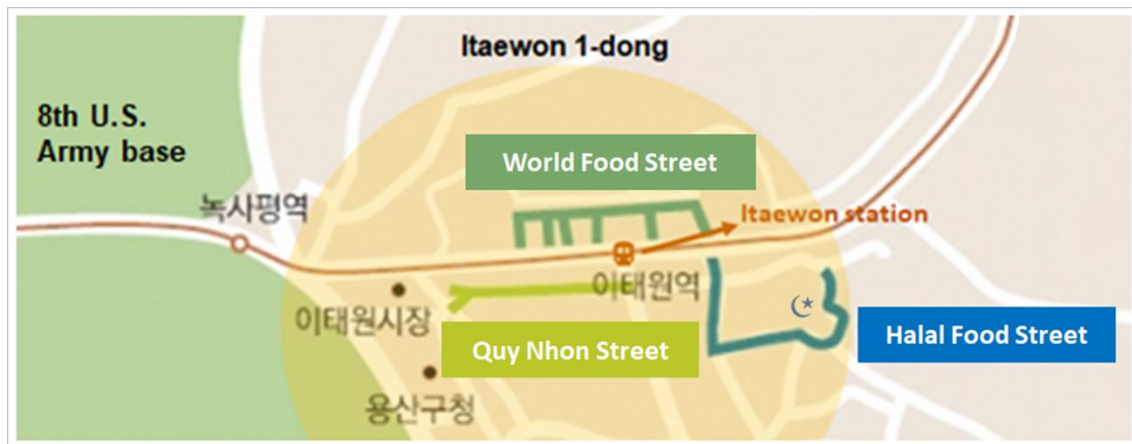 Itaewon 1-dong
8th U.S.
Army base
World Food Street
녹사평역
Itaewon station
이태원역
이태원시장
Halal Food Street
Quy Nhon Street
용산구청